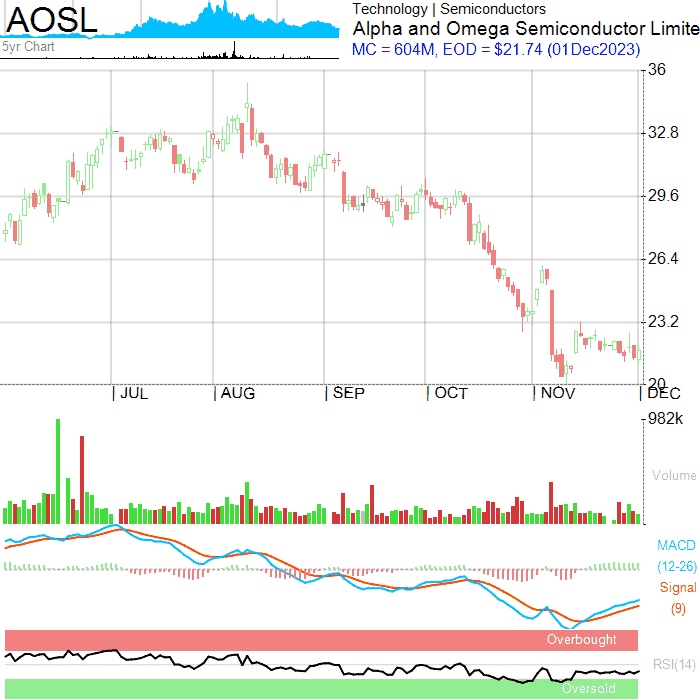 AOSL
Technology | Semiconductors
Alpha and Omega Semiconductor Limite
MC = 604M, EOD = $21.74 (01Dec2023)
5yr Chart
36
32.8
29.6
26.4
23.2
20
JUL AUG SEP OCT NOV DEC
982k
Volume
MACD
(12-26)
Signal
(9)
Overbought
RSI(14)
Oversold